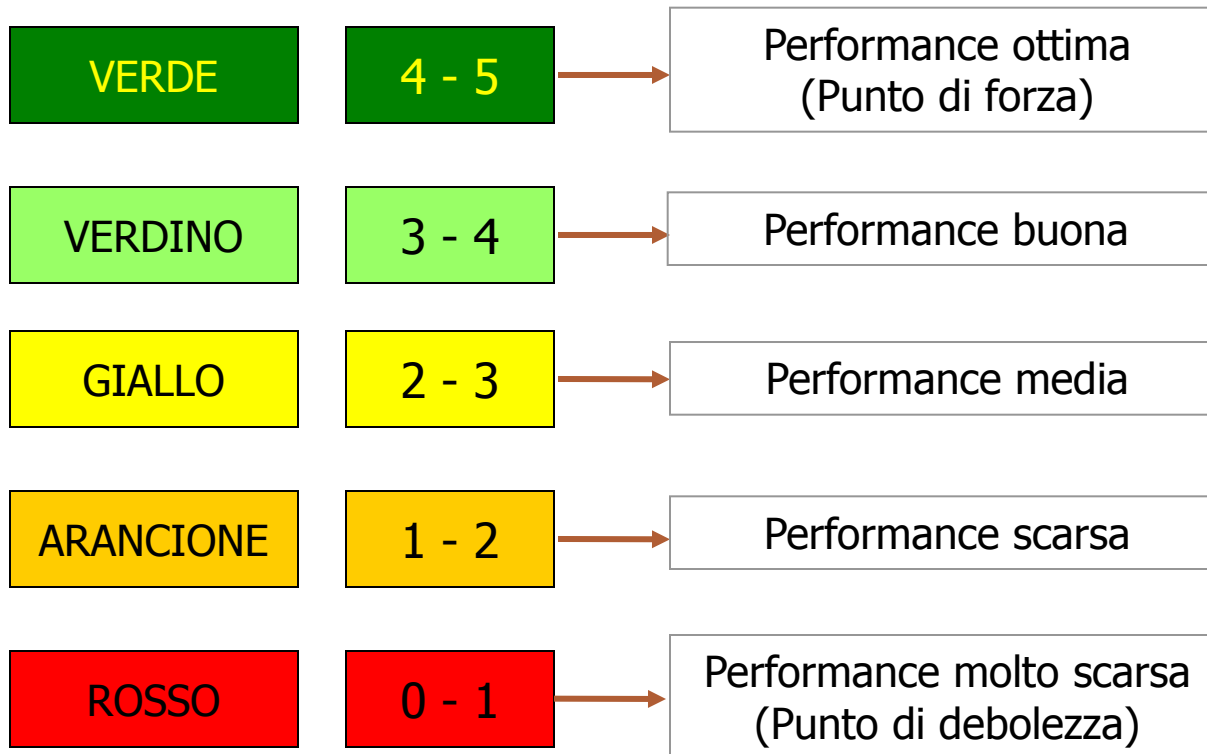 VERDE
4 - 5
Performance ottima
(Punto di forza)
VERDINO
3 - 4
Performance buona
GIALLO
2 - 3
Performance media
ARANCIONE
1 - 2
Performance scarsa
ROSSO
0 - 1
Performance molto scarsa
(Punto di debolezza)